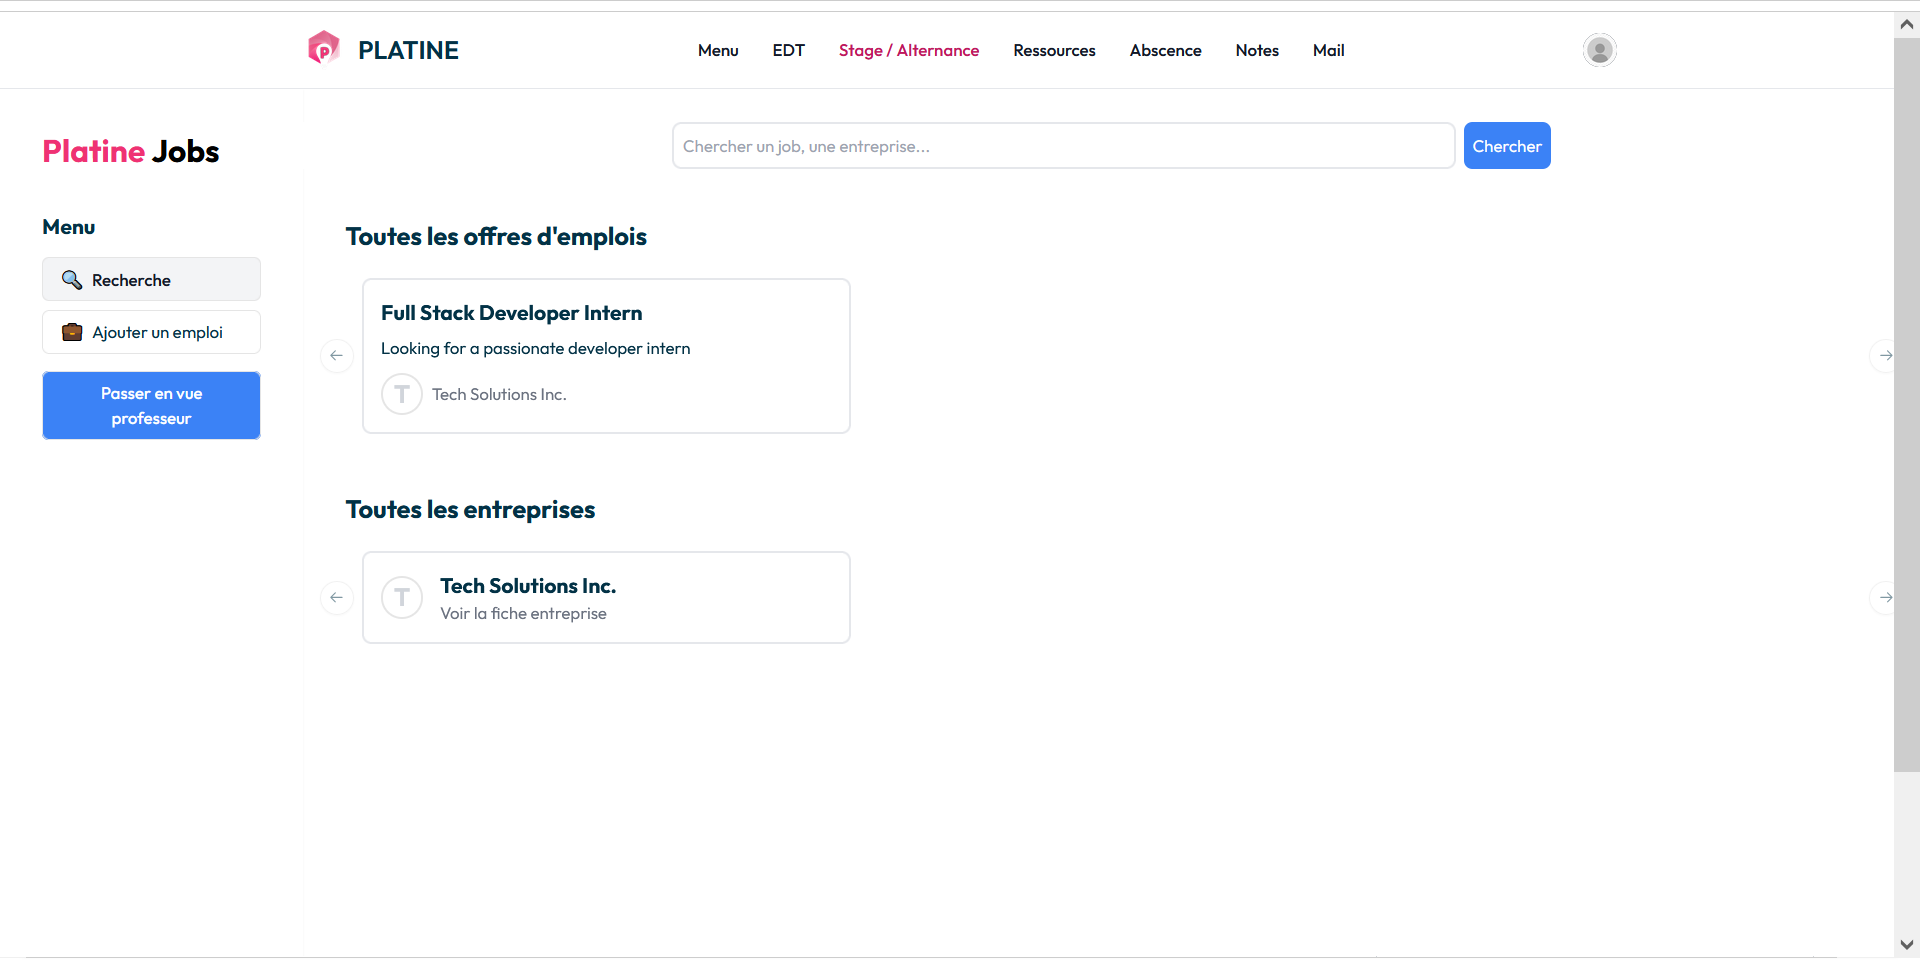 PLATINE
Menu EDT Stage / Alternance Ressources Abscence Notes Mail
Platine Jobs
Chercher un job, une entreprise...
Chercher
Menu
Recherche
Ajouter un emploi
Passer en vue
professeur
Toutes les offres d'emplois
Full Stack Developer Intern
Looking for a passionate developer intern
T Tech Solutions Inc.
Toutes les entreprises
T
Tech Solutions Inc.
Voir la fiche entreprise